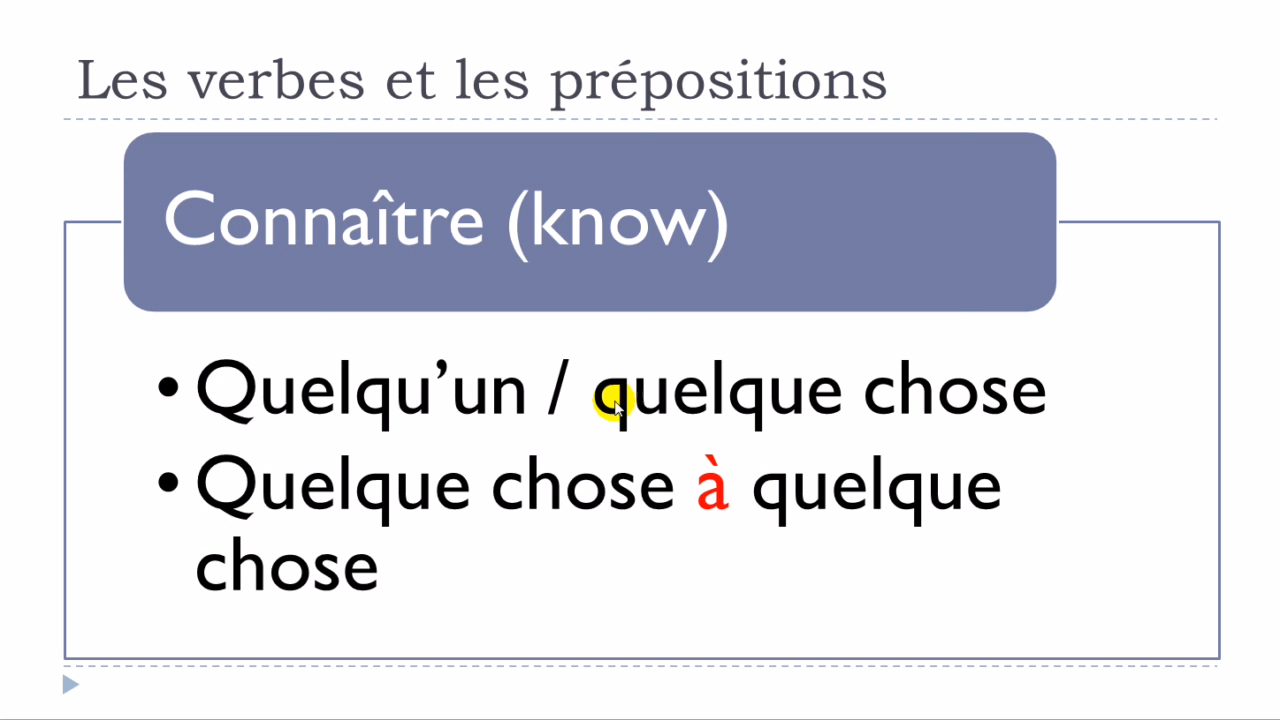 Les verbes et les prépositions
Connaître (know)
• Quelqu’un / quelque chose
• Quelque chose à quelque
chose